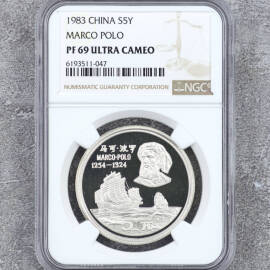 1983 CHINA S5Y
MARCO POLO
PF 69 ULTRA CAMEO
6193511-047
NGC
NUMISMATIC GUARANTY CORPORATION
马可·波罗
MARCO·POLO
1254-1324